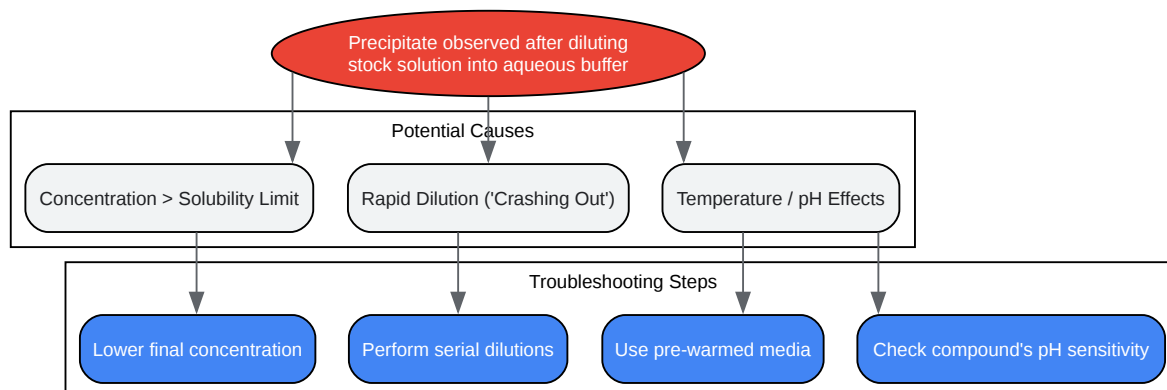 Precipitate observed after diluting
stock solution into aqueous buffer
Potential Causes
Concentration > Solubility Limit
Rapid Dilution ('Crashing Out')
Temperature / pH Effects
Troubleshooting Steps
Lower final concentration
Perform serial dilutions
Use pre-warmed media
Check compound's pH sensitivity